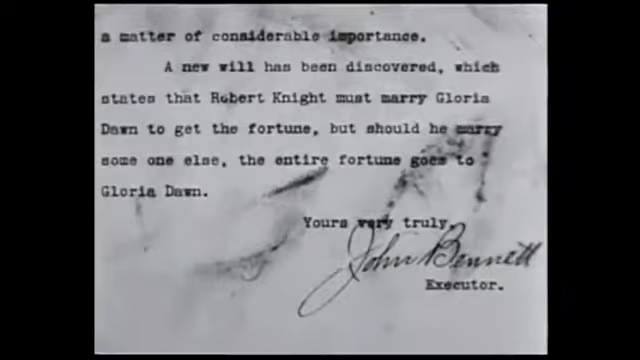 a matter of considerable importance.
A new will has been discovered, which
states that Robert Knight must marry Gloria
Dawn to get the fortune, but should he marry
some one else, the entire fortune goes to
Gloria Dawn.
Yours very truly,
John Bennett
Executor.